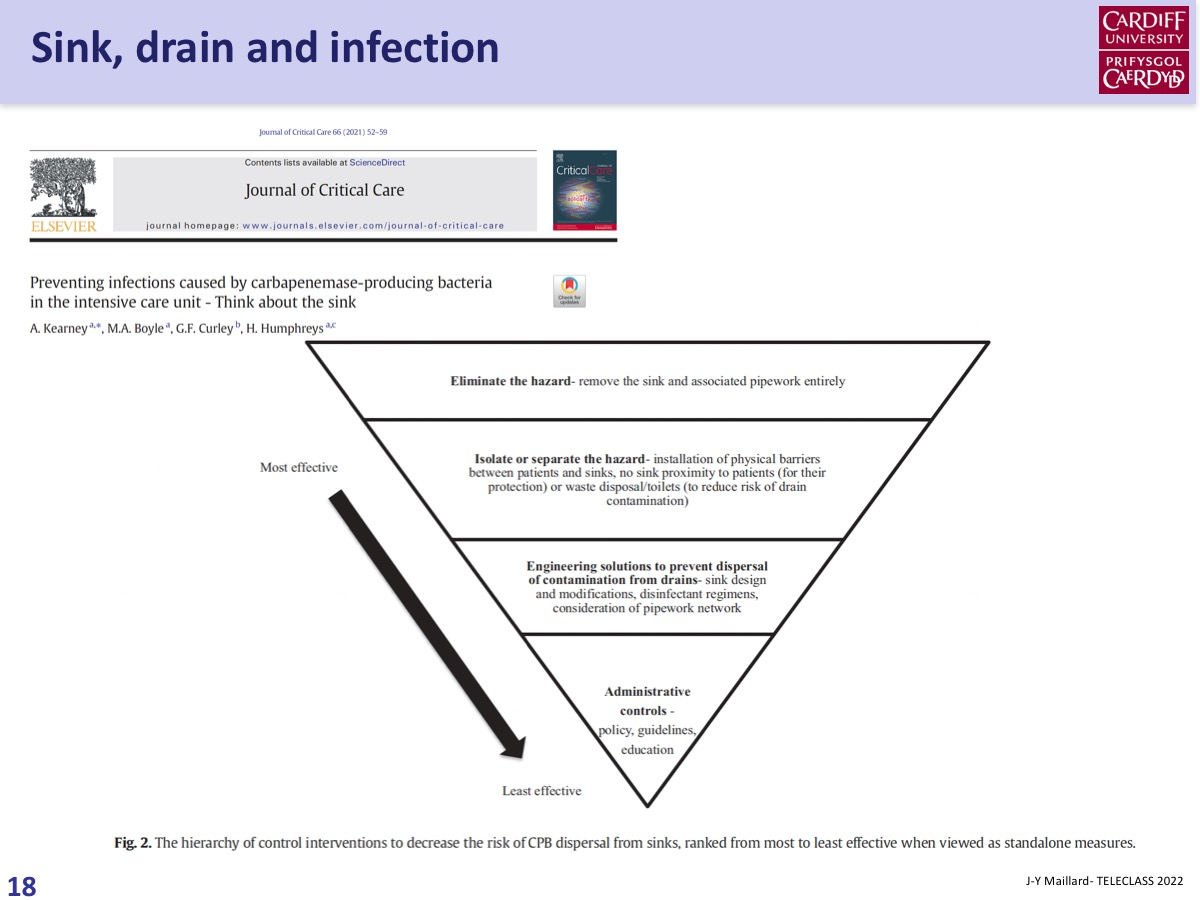 Sink, drain and infection
CARDIFF
UNIVERSITY
PRIFYSGOL
CAERDYDD
Journal of Critical Care 66 (2021) 52–59
Contents lists available at ScienceDirect
Journal of Critical Care
journal homepage: www.journals.elsevier.com/journal-of-critical-care
ELSEVIER
Critical Care
Preventing infections caused by carbapenemase-producing bacteria
in the intensive care unit - Think about the sink
Check for
updates
A. Kearney a,*, M.A. Boyle a, G.F. Curley b, H. Humphreys a,c
Eliminate the hazard- remove the sink and associated pipework entirely
Most effective
Isolate or separate the hazard- installation of physical barriers
between patients and sinks, no sink proximity to patients (for their
protection) or waste disposal/toilets (to reduce risk of drain
contamination)
Engineering solutions to prevent dispersal
of contamination from drains- sink design
and modifications, disinfectant regimens,
consideration of pipework network
Administrative
controls -
policy, guidelines,
education
Least effective
Fig. 2. The hierarchy of control interventions to decrease the risk of CPB dispersal from sinks, ranked from most to least effective when viewed as standalone measures.
18
J-Y Maillard- TELECLASS 2022